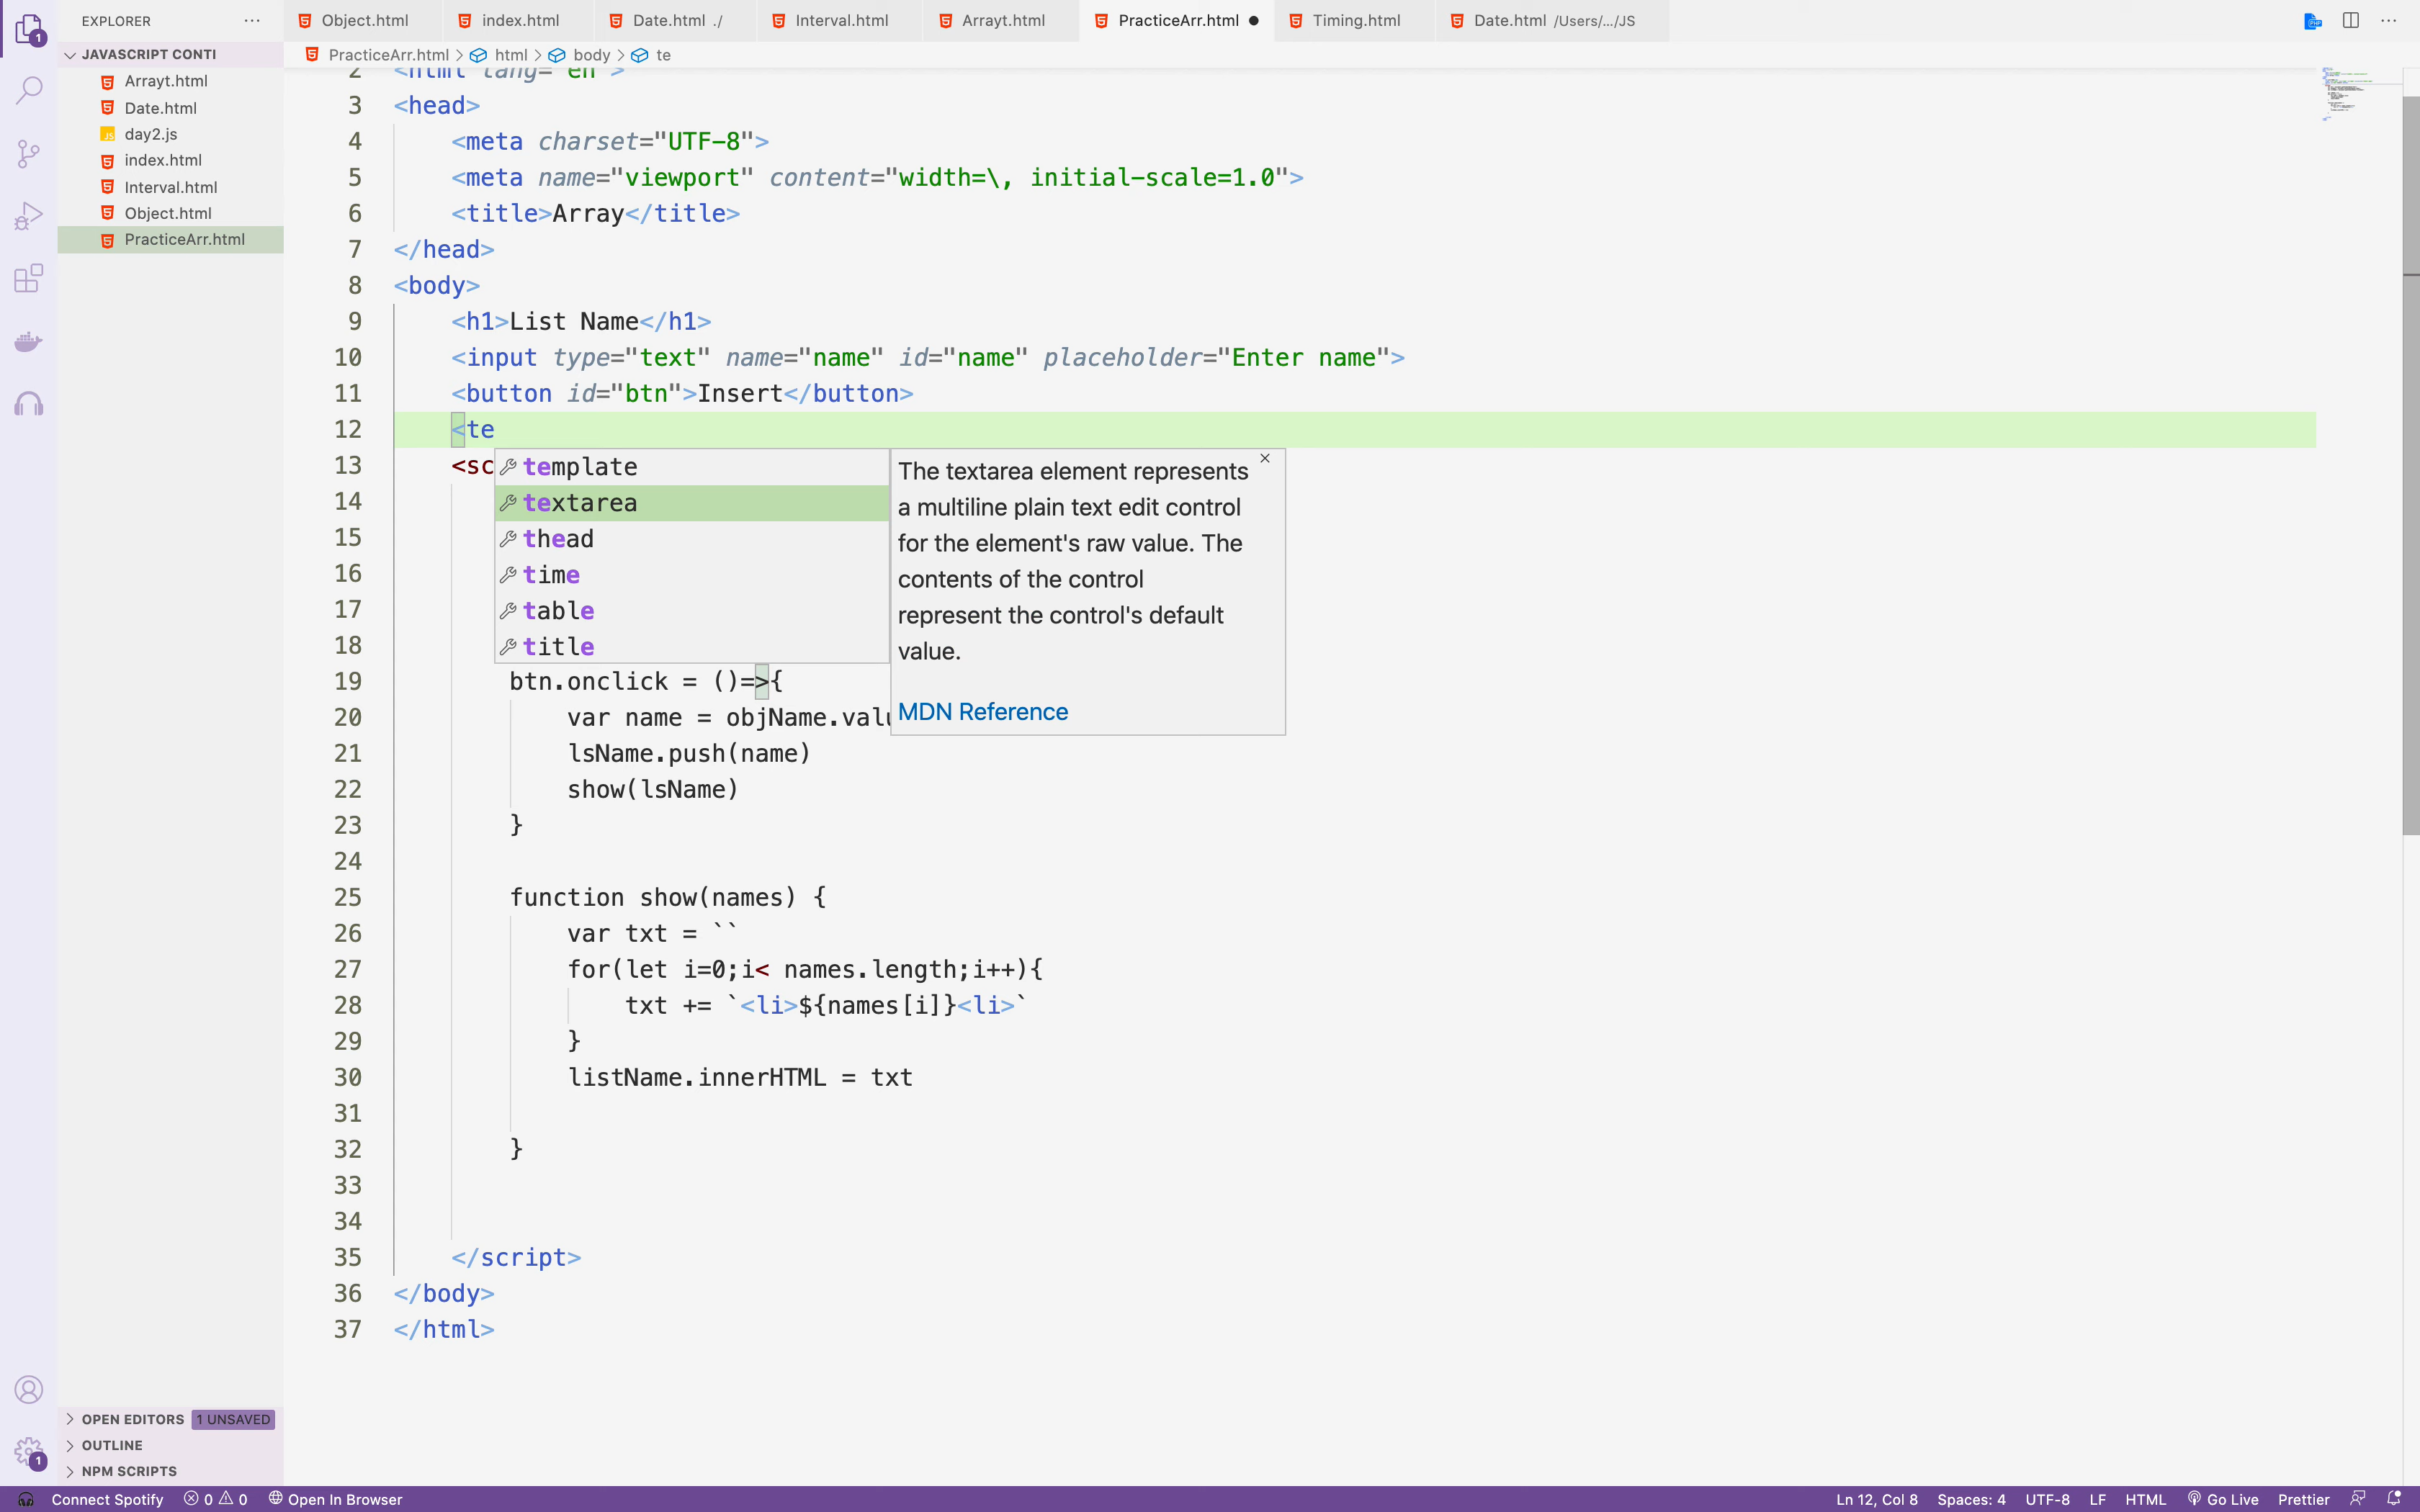 EXPLORER
Object.html
index.html
Date.html ./
Interval.html
Arrayt.html
PracticeArr.html
Timing.html
Date.html /Users/.../JS
JAVASCRIPT CONTI
PracticeArr.html > html > body > te
Arrayt.html
Date.html
day2.js
index.html
Interval.html
Object.html
PracticeArr.html
2 <html lang="en">
3 <head>
4 <meta charset="UTF-8">
5 <meta name="viewport" content="width=\, initial-scale=1.0">
6 <title>Array</title>
7 </head>
8 <body>
9 <h1>List Name</h1>
10 <input type="text" name="name" id="name" placeholder="Enter name">
11 <button id="btn">Insert</button>
12 <te
13 <sc
14
15
16
17
18
template
textarea
thead
time
table
title
The textarea element represents
a multiline plain text edit control
for the element's raw value. The
contents of the control
represent the control's default
value.
MDN Reference
19 btn.onclick = ()=>{
20 var name = objName.valu
21 lsName.push(name)
22 show(lsName)
23 }
24
25 function show(names) {
26 var txt = ``
27 for(let i=0;i< names.length;i++){
28 txt += `<li>${names[i]}<li>`
29 }
30 listName.innerHTML = txt
31
32 }
33
34
35 </script>
36 </body>
37 </html>
OPEN EDITORS 1 UNSAVED
OUTLINE
NPM SCRIPTS
1
1
Connect Spotify 0 0 Open In Browser
Ln 12, Col 8 Spaces: 4 UTF-8 LF HTML Go Live Prettier